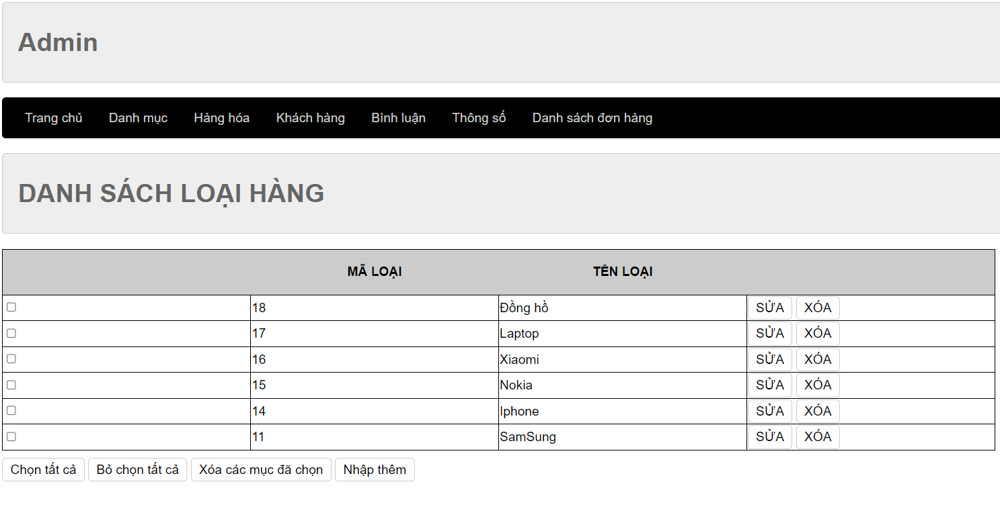 Admin
Trang chủ Danh mục Hàng hóa Khách hàng Bình luận Thông số Danh sách đơn hàng
DANH SÁCH LOẠI HÀNG
MÃ LOẠI TÊN LOẠI
18 Đồng hồ SỬA XÓA
17 Laptop SỬA XÓA
16 Xiaomi SỬA XÓA
15 Nokia SỬA XÓA
14 Iphone SỬA XÓA
11 SamSung SỬA XÓA
Chọn tất cả Bỏ chọn tất cả Xóa các mục đã chọn Nhập thêm